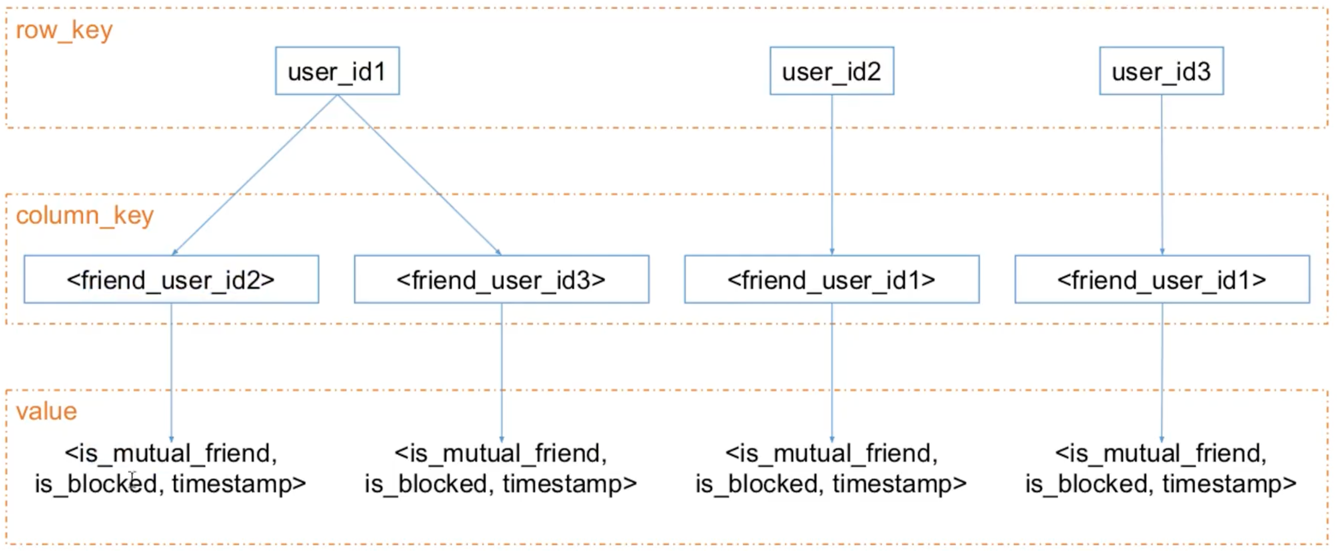 row_key
user_id1
user_id2
user_id3
column_key
<friend_user_id2>
<friend_user_id3>
<friend_user_id1>
<friend_user_id1>
value
<is_mutual_friend,
is_blocked, timestamp>
<is_mutual_friend,
is_blocked, timestamp>
<is_mutual_friend,
is_blocked, timestamp>
<is_mutual_friend,
is_blocked, timestamp>